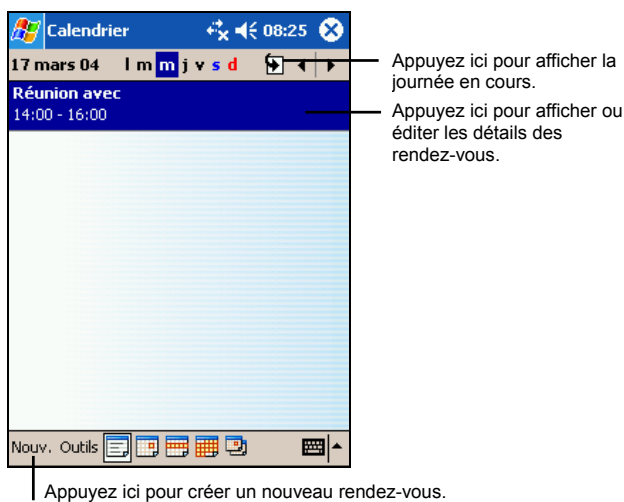 Calendrier 08:25
17 mars 04 l m m j v s d
Réunion avec
14:00 - 16:00
Nouv. Outils
Appuyez ici pour afficher la
journée en cours.
Appuyez ici pour afficher ou
éditer les détails des
rendez-vous.
Appuyez ici pour créer un nouveau rendez-vous.